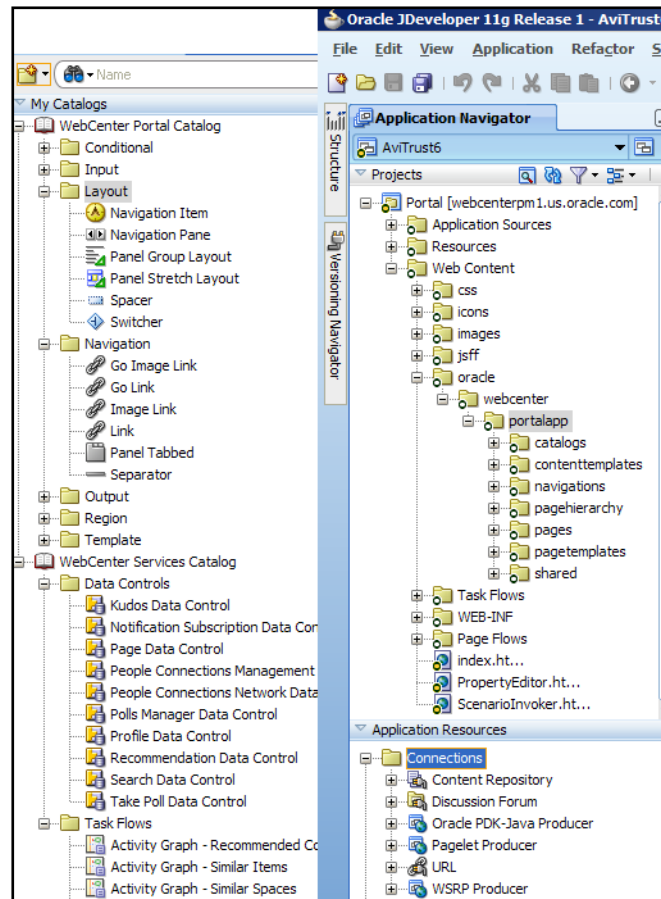 Name
My Catalogs
WebCenter Portal Catalog
Conditional
Input
Layout
Navigation Item
Navigation Pane
Panel Group Layout
Panel Stretch Layout
Spacer
Switcher
Navigation
Go Image Link
Go Link
Image Link
Link
Panel Tabbed
Separator
Output
Region
Template
WebCenter Services Catalog
Data Controls
Kudos Data Control
Notification Subscription Data Con
Page Data Control
People Connections Management
People Connections Network Data
Polls Manager Data Control
Profile Data Control
Recommendation Data Control
Search Data Control
Take Poll Data Control
Task Flows
Activity Graph - Recommended Co
Activity Graph - Similar Items
Activity Graph - Similar Spaces
Oracle JDeveloper 11g Release 1 - AviTrust
File Edit View Application Refactor S
Structure
Versioning Navigator
Application Navigator
AviTrust6
Projects
Portal [webcenterpm1.us.oracle.com]
Application Sources
Resources
Web Content
css
icons
images
jsff
oracle
webcenter
portalapp
catalogs
contenttemplates
navigations
pagehierarchy
pages
pagetemplates
shared
Task Flows
WEB-INF
Page Flows
index.ht...
PropertyEditor.ht...
ScenarioInvoker.ht...
Application Resources
Connections
Content Repository
Discussion Forum
Oracle PDK-Java Producer
Pagelet Producer
URL
WSRP Producer